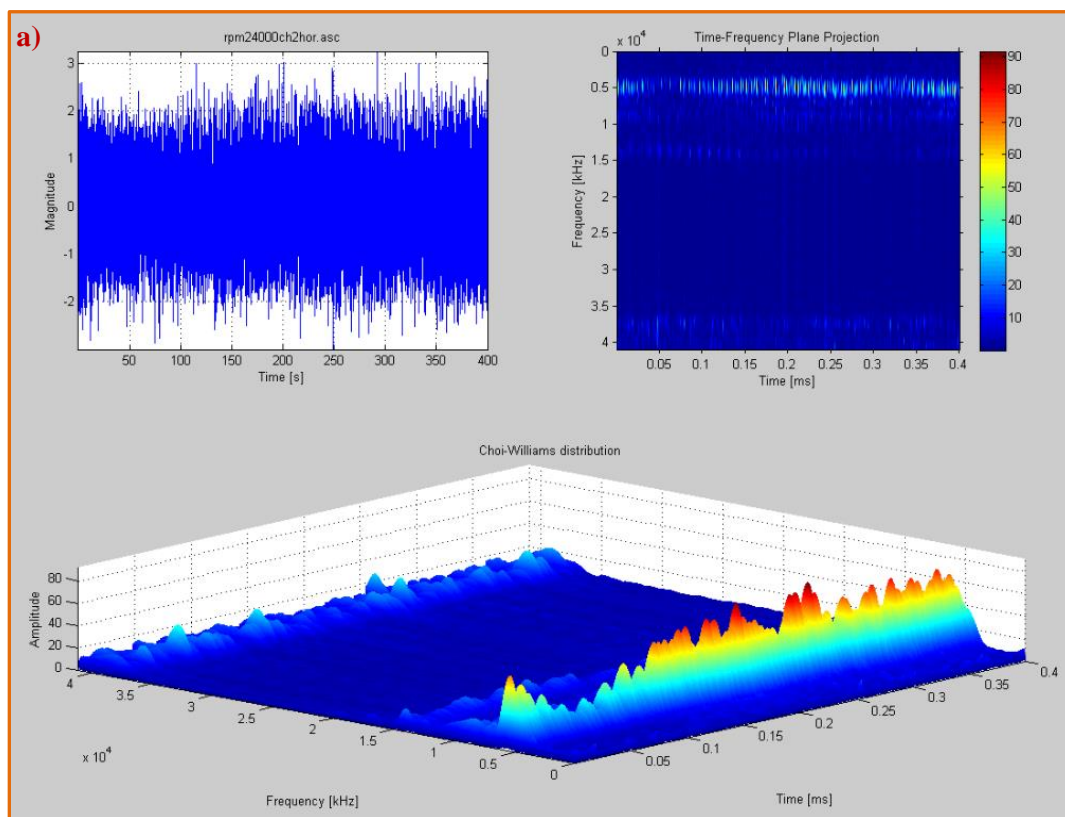 a)
rpm24000ch2hor.asc
Magnitude
3
2
1
0
-1
-2
50 100 150 200 250 300 350 400
Time [s]
Time-Frequency Plane Projection
x 10⁴
Frequency [kHz]
0
0.5
1
1.5
2
2.5
3
3.5
4
0.05 0.1 0.15 0.2 0.25 0.3 0.35 0.4
Time [ms]
90
80
70
60
50
40
30
20
10
Choi-Williams distribution
Amplitude
80
60
40
20
0
4 3.5 3 2.5 2 1.5 1 0.5 0
x 10⁴
Frequency [kHz]
0.05 0.1 0.15 0.2 0.25 0.3 0.35 0.4
Time [ms]